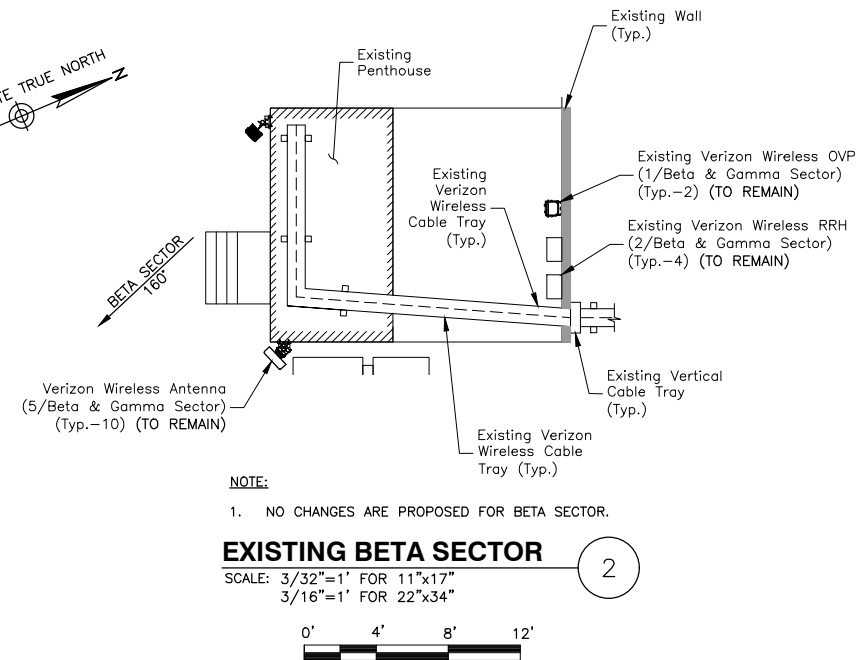 Existing Wall
(Typ.)
TE TRUE NORTH
N
Existing
Penthouse
Existing Verizon Wireless OVP
(1/Beta & Gamma Sector)
(Typ.-2) (TO REMAIN)
Existing
Verizon
Wireless
Cable Tray
(Typ.)
Existing Verizon Wireless RRH
(2/Beta & Gamma Sector)
(Typ.-4) (TO REMAIN)
BETA SECTOR
160°
Verizon Wireless Antenna
(5/Beta & Gamma Sector)
(Typ.-10) (TO REMAIN)
Existing Vertical
Cable Tray
(Typ.)
Existing Verizon
Wireless Cable
Tray (Typ.)
NOTE:
1. NO CHANGES ARE PROPOSED FOR BETA SECTOR.
EXISTING BETA SECTOR
2
SCALE: 3/32"=1' FOR 11"x17"
3/16"=1' FOR 22"x34"
0' 4' 8' 12'